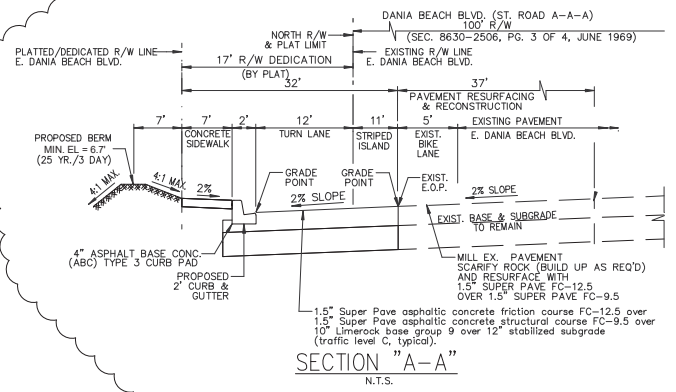 DANIA BEACH BLVD. (ST. ROAD A-A-A)
100' R/W
(SEC. 8630-2506, PG. 3 OF 4, JUNE 1969)
NORTH R/W
& PLAT LIMIT
PLATTED/DEDICATED R/W LINE
E. DANIA BEACH BLVD.
EXISTING R/W LINE
E. DANIA BEACH BLVD.
17' R/W DEDICATION
(BY PLAT)
32'
37'
PAVEMENT RESURFACING
& RECONSTRUCTION
7'
7'
2'
12'
11'
5'
EXISTING PAVEMENT
CONCRETE
SIDEWALK
TURN LANE
STRIPED
ISLAND
EXIST.
BIKE
LANE
E. DANIA BEACH BLVD.
PROPOSED BERM
MIN. EL = 6.7'
(25 YR./3 DAY)
4:1 MAX.
4:1 MAX.
2%
GRADE
POINT
GRADE
POINT
EXIST.
E.O.P.
2% SLOPE
2% SLOPE
EXIST. BASE & SUBGRADE
TO REMAIN
4" ASPHALT BASE CONC.
(ABC) TYPE 3 CURB PAD
PROPOSED
2' CURB &
GUTTER
MILL EX. PAVEMENT
SCARIFY ROCK (BUILD UP AS REQ'D)
AND RESURFACE WITH
1.5" SUPER PAVE FC-12.5
OVER 1.5" SUPER PAVE FC-9.5
1.5" Super Pave asphaltic concrete friction course FC-12.5 over
1.5" Super Pave asphaltic concrete structural course FC-9.5 over
10" Limerock base group 9 over 12" stabilized subgrade
(traffic level C, typical).
SECTION "A-A"
N.T.S.